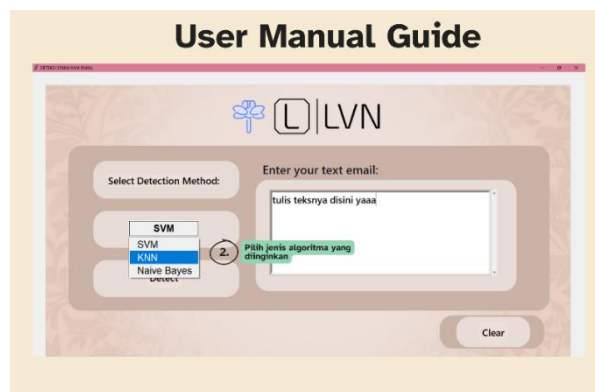 User Manual Guide
L LVN
Select Detection Method:
Enter your text email:
tulis teksnya disini yaaa
SVM
SVM
KNN
Naive Bayes
2.
Pilih jenis algoritma yang
diinginkan
Detect
Clear